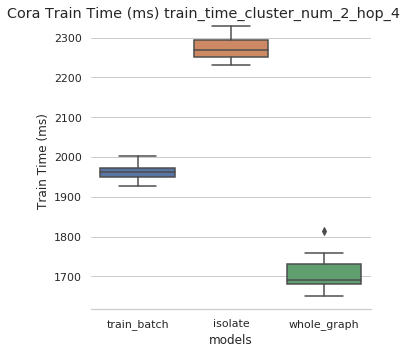 Cora Train Time (ms) train_time_cluster_num_2_hop_4
2300
2200
2100
2000
1900
1800
1700
Train Time (ms)
train_batch isolate whole_graph
models